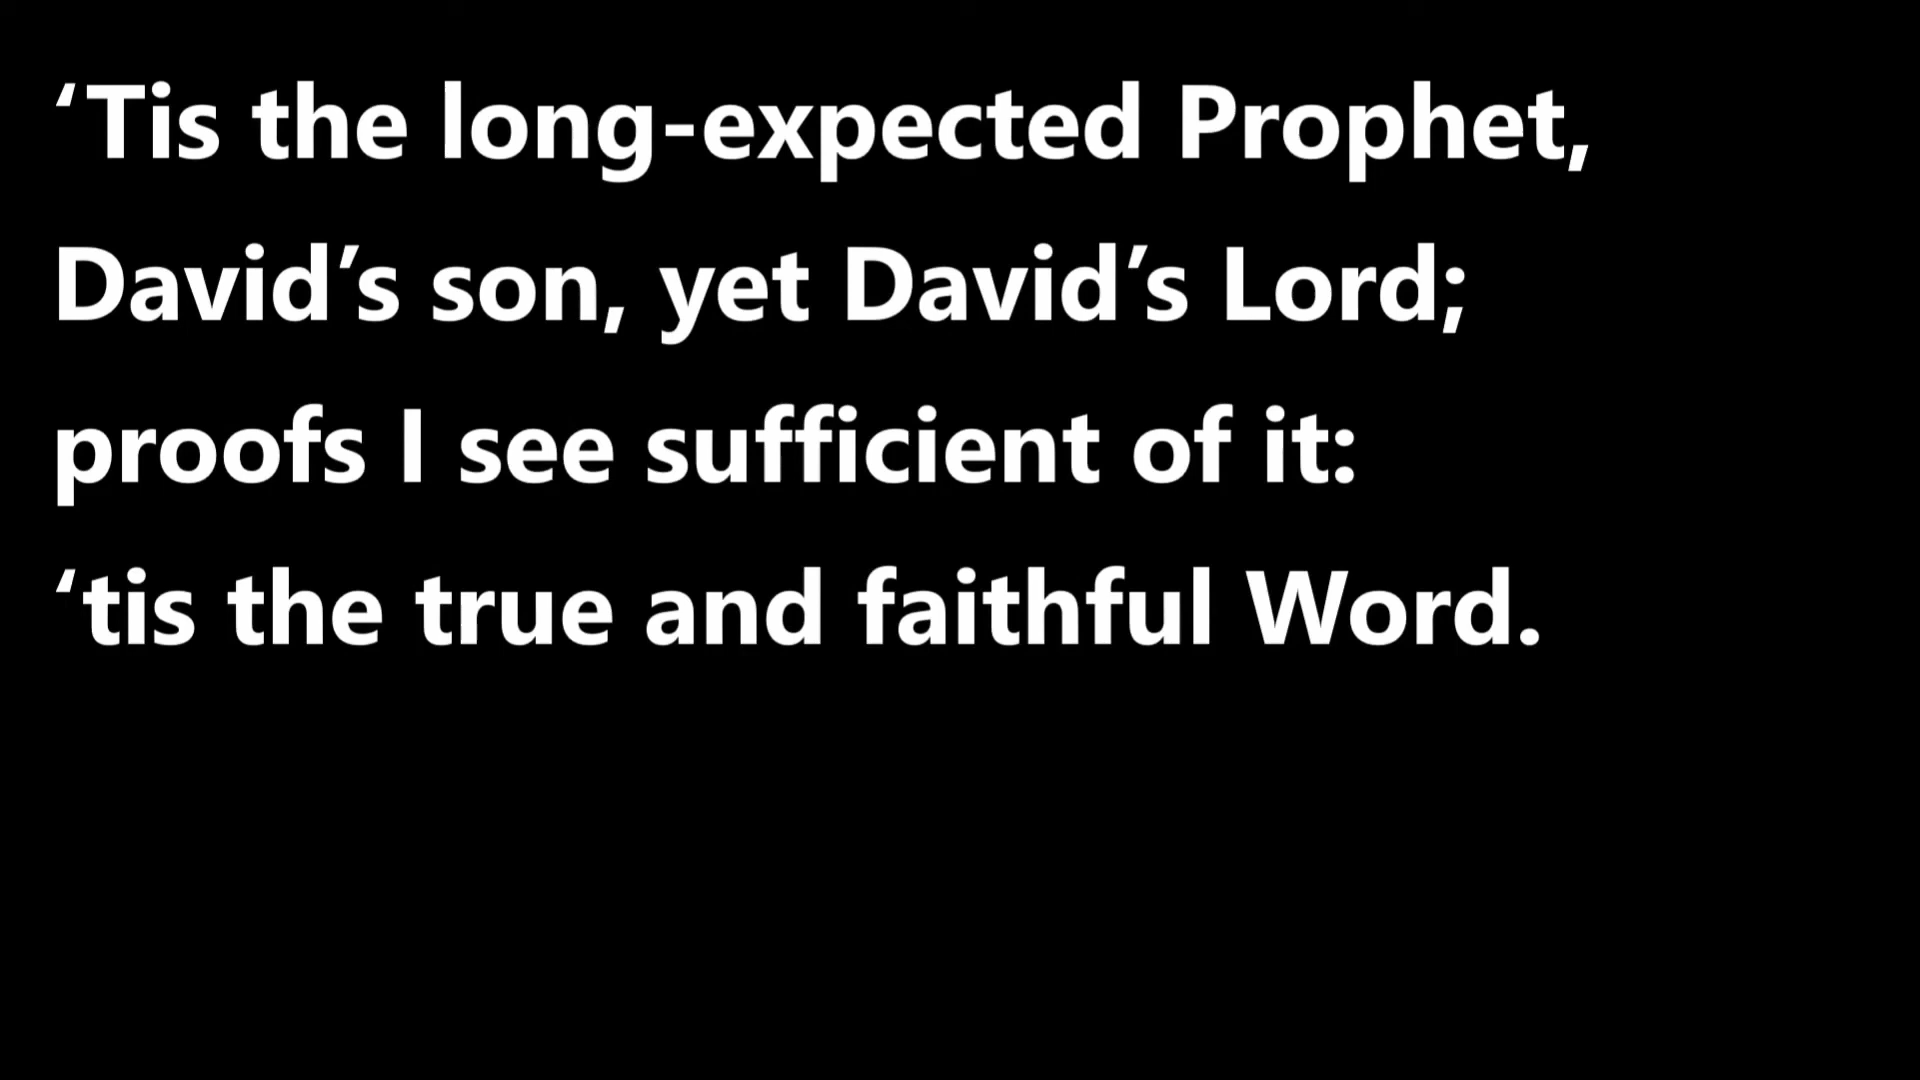 ‘Tis the long-expected Prophet,
David’s son, yet David’s Lord;
proofs I see sufficient of it:
‘tis the true and faithful Word.